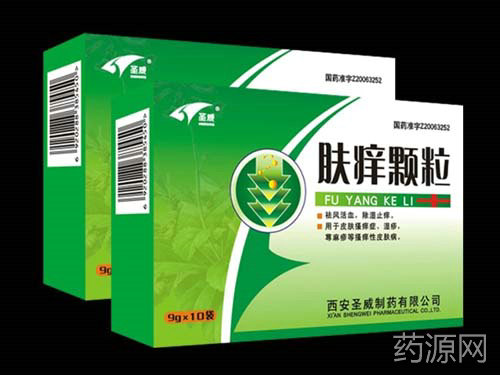 圣威
国药准字Z20063252
圣威
国药准字Z20063252
肤痒颗粒
FU YANG KE LI
祛风活血，除湿止痒。
用于皮肤瘙痒症，湿疹，
荨麻疹等瘙痒性皮肤病。
9g
9g×10袋
西安圣威制药有限公司
XI'AN SHENGWEI PHARMACEUTICAL CO.,LTD.
药源网